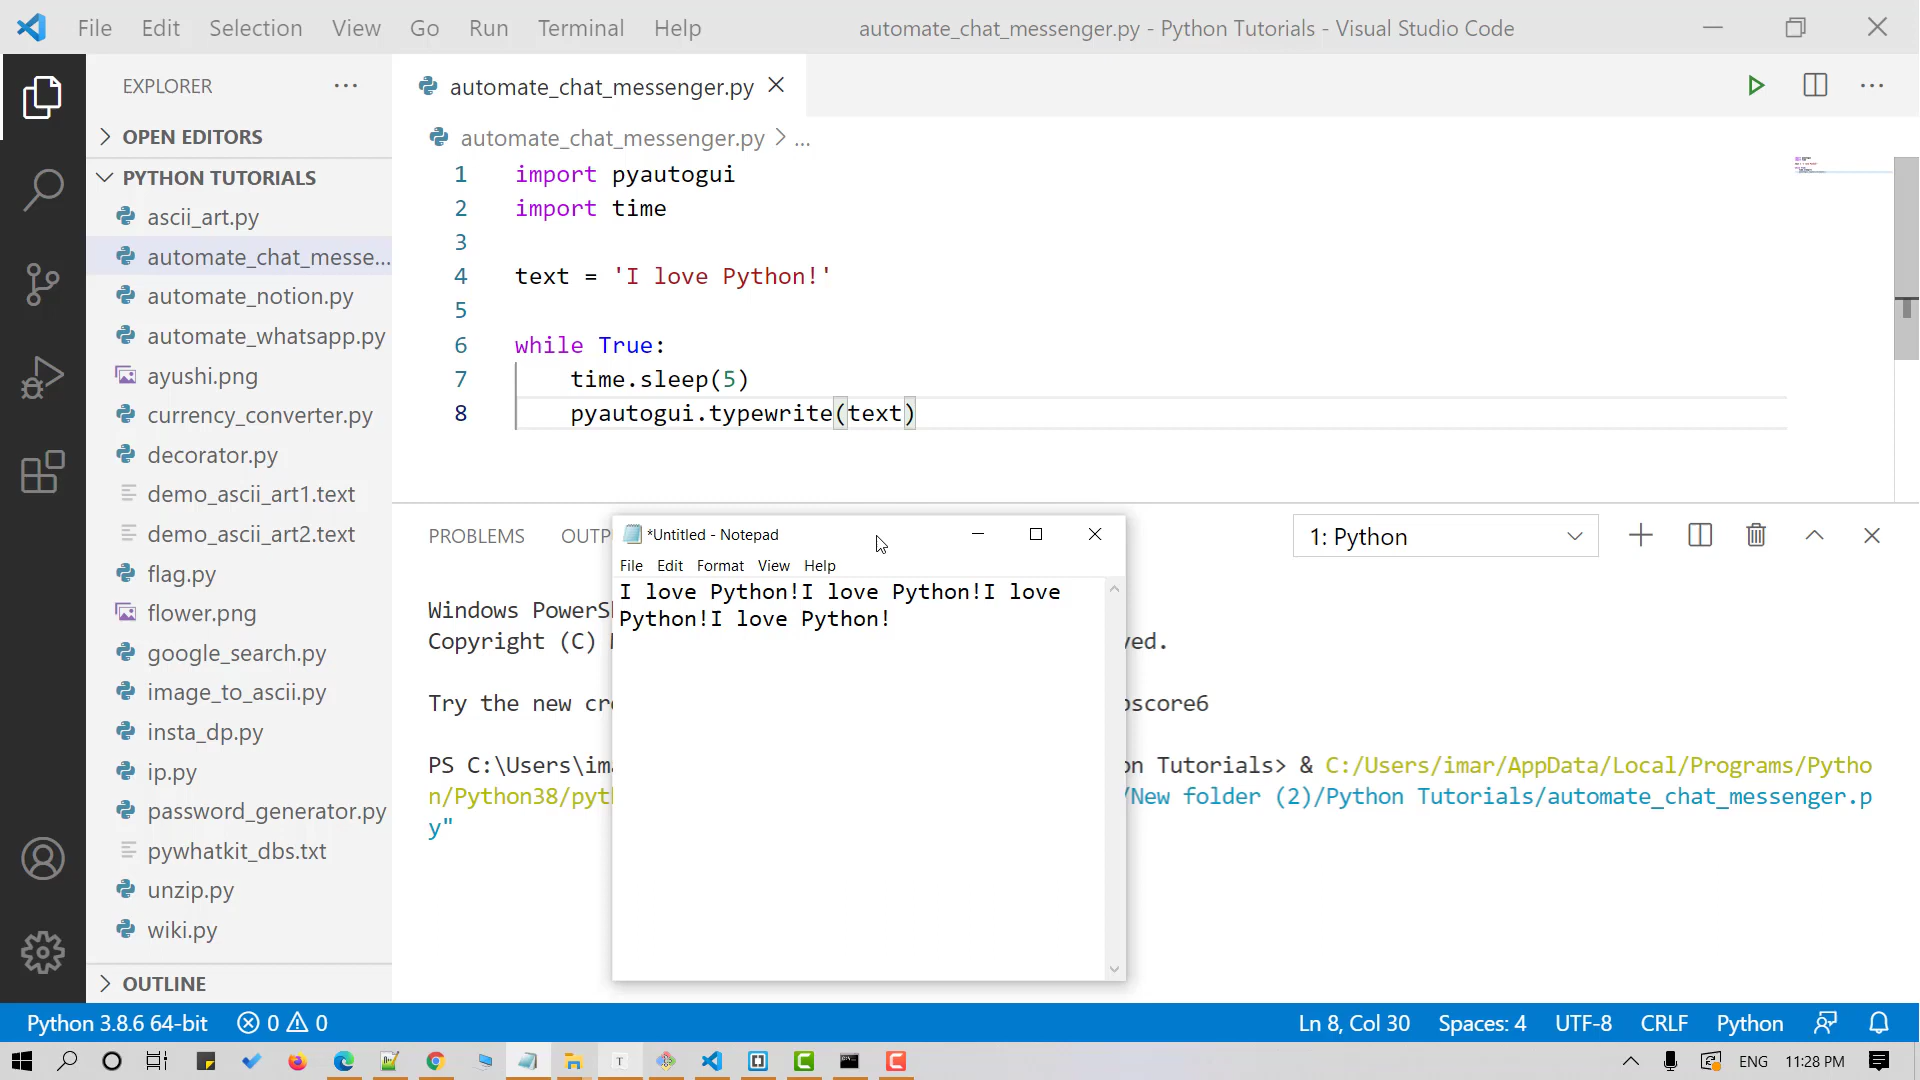 File Edit Selection View Go Run Terminal Help automate_chat_messenger.py - Python Tutorials - Visual Studio Code
EXPLORER ...
OPEN EDITORS
PYTHON TUTORIALS
ascii_art.py
automate_chat_messe...
automate_notion.py
automate_whatsapp.py
ayushi.png
currency_converter.py
decorator.py
demo_ascii_art1.text
demo_ascii_art2.text
flag.py
flower.png
google_search.py
image_to_ascii.py
insta_dp.py
ip.py
password_generator.py
pywhatkit_dbs.txt
unzip.py
wiki.py
OUTLINE
automate_chat_messenger.py
automate_chat_messenger.py > ...
1 import pyautogui
2 import time
3
4 text = 'I love Python!'
5
6 while True:
7 time.sleep(5)
8 pyautogui.typewrite(text)
PROBLEMS OUTP 1: Python
Windows PowerSh
Copyright (C) ved.
Try the new cr score6
PS C:\Users\ima on Tutorials> & C:/Users/imar/AppData/Local/Programs/Pytho
n/Python38/pyth /New folder (2)/Python Tutorials/automate_chat_messenger.p
y"
*Untitled - Notepad
File Edit Format View Help
I love Python!I love Python!I love
Python!I love Python!
Python 3.8.6 64-bit 0 0 Ln 8, Col 30 Spaces: 4 UTF-8 CRLF Python
ENG 11:28 PM